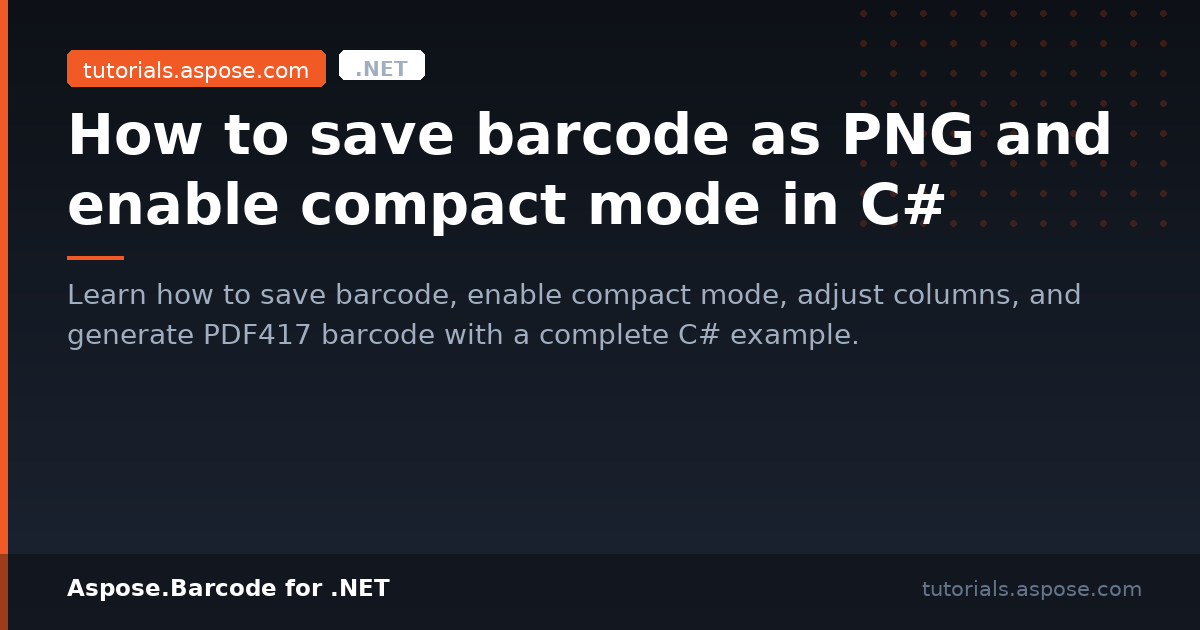 tutorials.aspose.com
.NET
How to save barcode as PNG and
enable compact mode in C#
Learn how to save barcode, enable compact mode, adjust columns, and
generate PDF417 barcode with a complete C# example.
Aspose.Barcode for .NET
tutorials.aspose.com